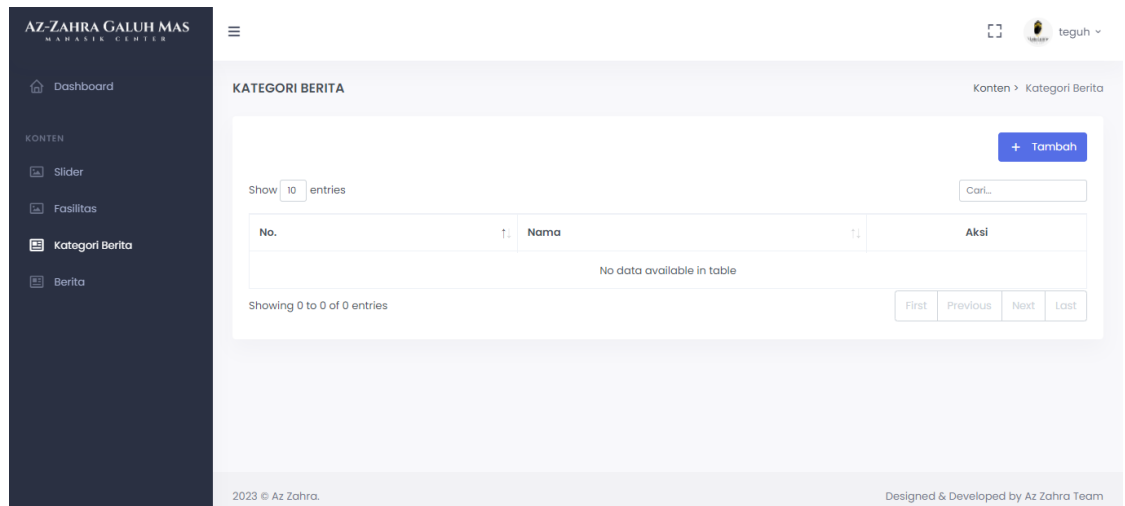 AZ-ZAHRA GALUH MAS
MANASIK CENTER
teguh
Dashboard
KONTEN
Slider
Fasilitas
Kategori Berita
Berita
KATEGORI BERITA
Konten > Kategori Berita
+ Tambah
Show 10 entries
Cari...
No. Nama Aksi
No data available in table
Showing 0 to 0 of 0 entries
First Previous Next Last
2023 © Az Zahra.
Designed & Developed by Az Zahra Team